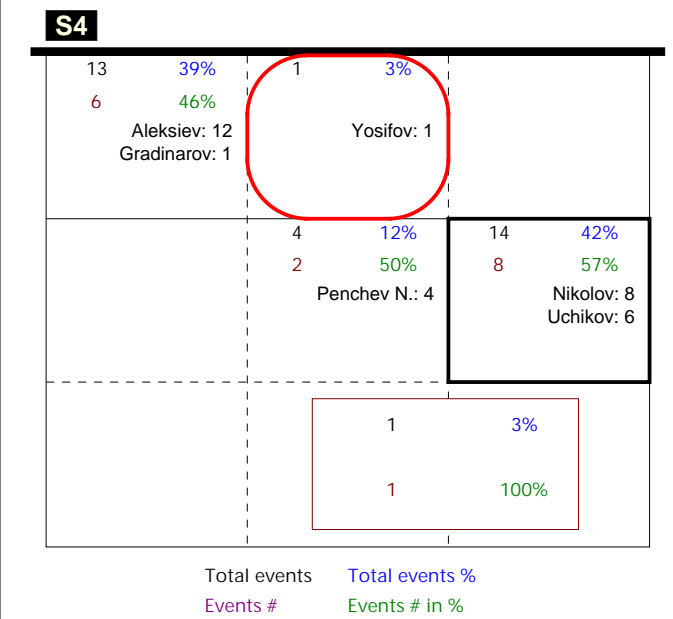 S4
13 39% 1 3%
6 46%
Aleksiev: 12 Yosifov: 1
Gradinarov: 1
4 12% 14 42%
2 50% 8 57%
Penchev N.: 4 Nikolov: 8
Uchikov: 6
1 3%
1 100%
Total events Total events %
Events # Events # in %